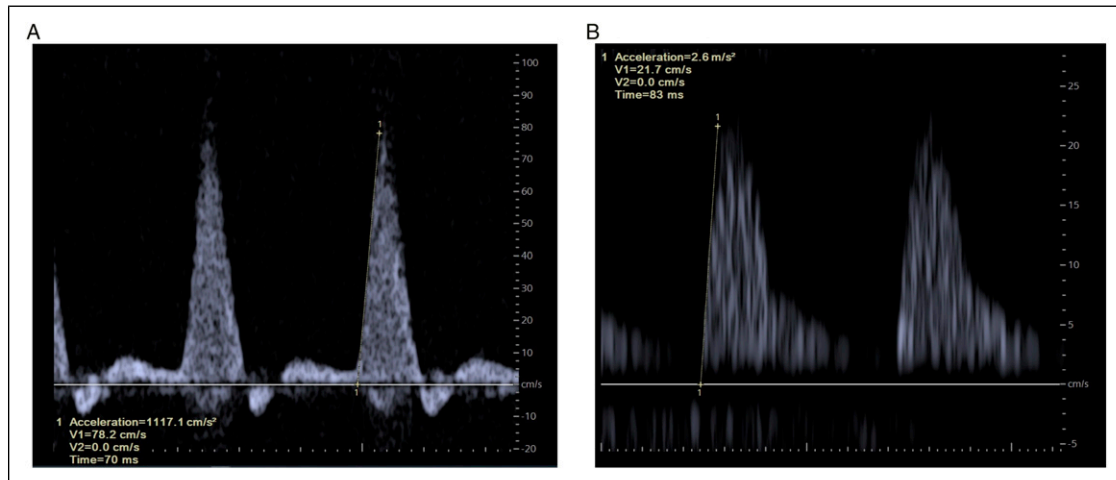 A
100
90
80
70
60
50
40
30
20
10
cm/s
-10
-20
1
1
1 Acceleration=1117.1 cm/s²
V1=78.2 cm/s
V2=0.0 cm/s
Time=70 ms
B
1 Acceleration=2.6 m/s²
V1=21.7 cm/s
V2=0.0 cm/s
Time=83 ms
1
1
25
20
15
10
5
cm/s
-5